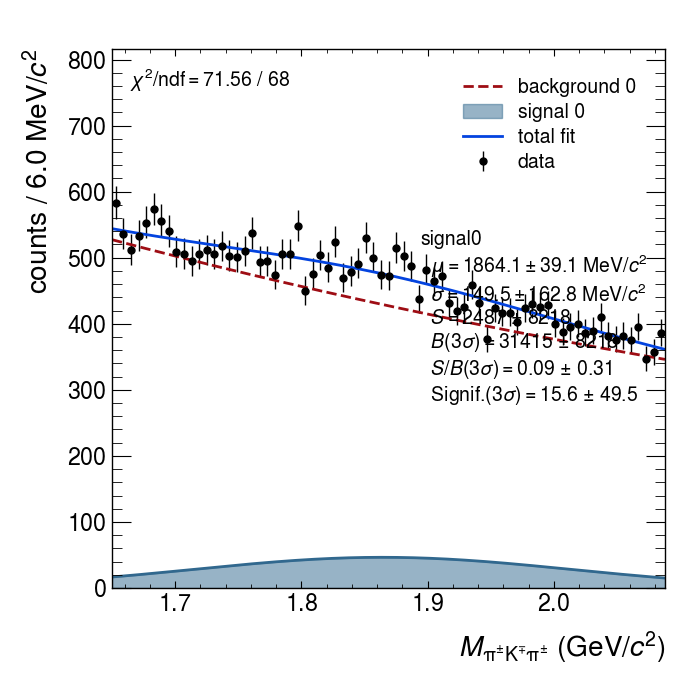 800
700
600
500
400
300
200
100
0
counts / 6.0 MeV/c²
χ²/ndf = 71.56 / 68
background 0
signal 0
total fit
data
signal0
μ = 1864.1 ± 39.1 MeV/c²
σ = 149.5 ± 162.8 MeV/c²
S = 2487 ± 8218
B(3σ) = 31415 ± 8218
S/B(3σ) = 0.09 ± 0.31
Signif.(3σ) = 15.6 ± 49.5
1.7 1.8 1.9 2.0
M_{π±K∓π±} (GeV/c²)